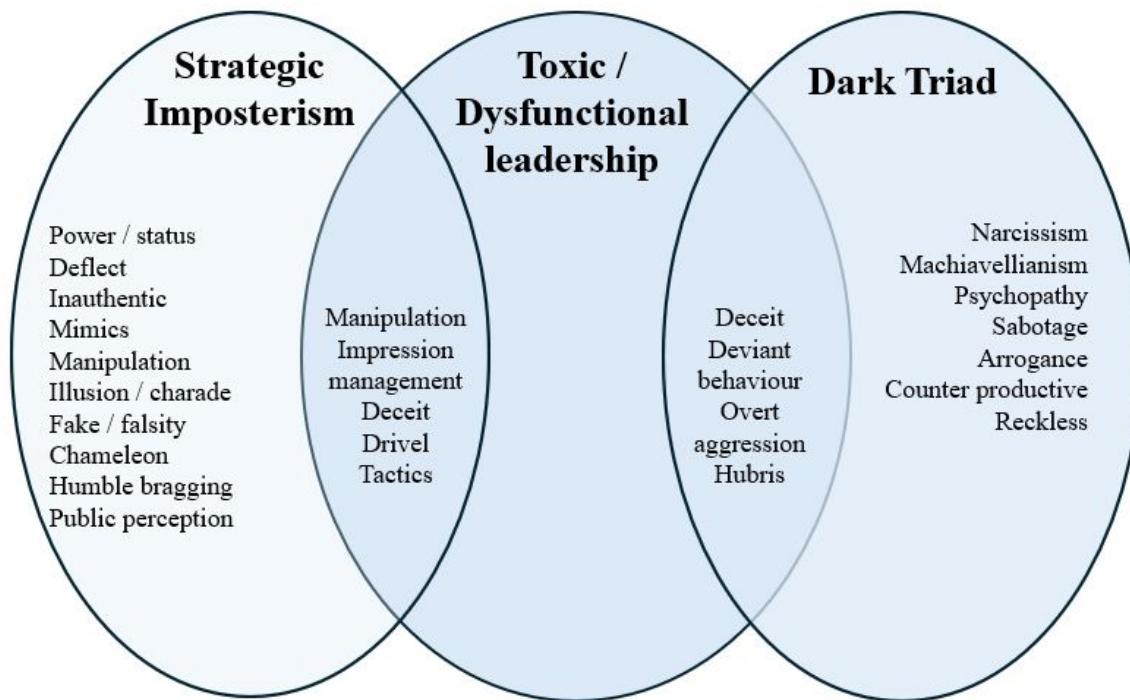 Strategic
Imposterism
Toxic /
Dysfunctional
leadership
Dark Triad
Power / status
Deflect
Inauthentic
Mimics
Manipulation
Illusion / charade
Fake / falsity
Chameleon
Humble bragging
Public perception
Manipulation
Impression
management
Deceit
Drivel
Tactics
Deceit
Deviant
behaviour
Overt
aggression
Hubris
Narcissism
Machiavellianism
Psychopathy
Sabotage
Arrogance
Counter productive
Reckless